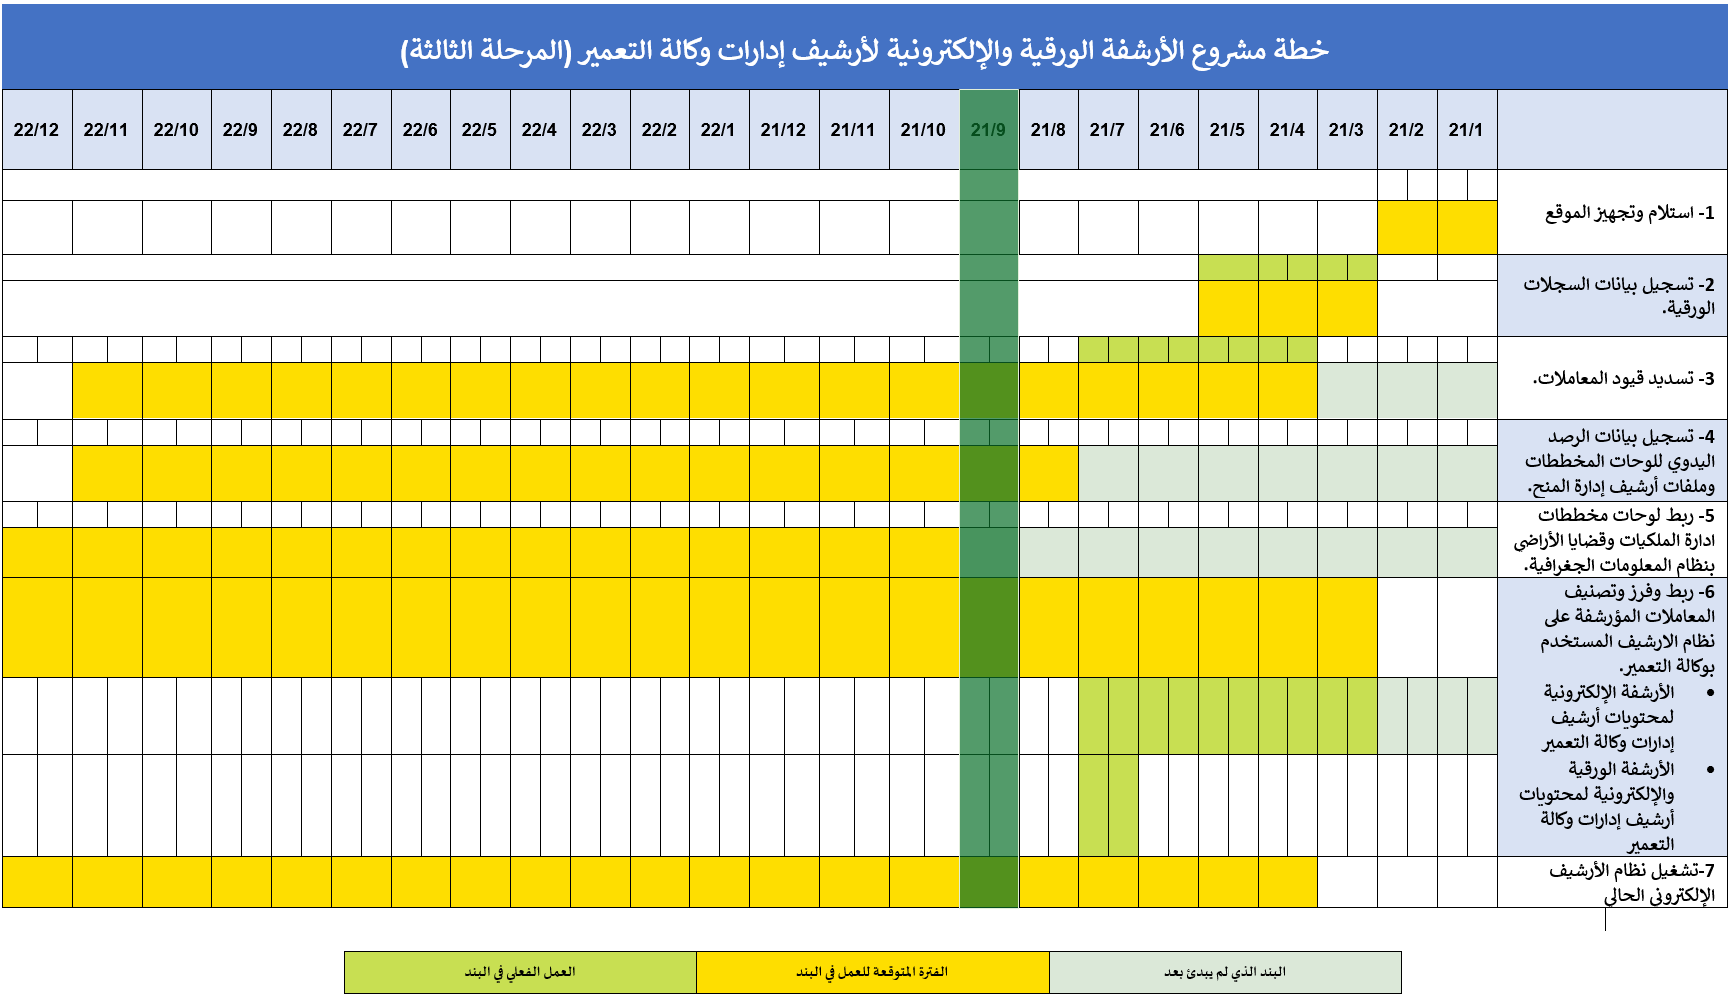 خطة مشروع الأرشفة الورقية والإلكترونية لأرشيف إدارات وكالة التعمير (المرحلة الثالثة)
21/1 21/2 21/3 21/4 21/5 21/6 21/7 21/8 21/9 21/10 21/11 21/12 22/1 22/2 22/3 22/4 22/5 22/6 22/7 22/8 22/9 22/10 22/11 22/12
1- استلام وتجهيز الموقع
2- تسجيل بيانات السجلات
الورقية.
3- تسديد قيود المعاملات.
4- تسجيل بيانات الرصد
اليدوي للوحات المخططات
وملفات أرشيف إدارة المنح.
5- ربط لوحات مخططات
ادارة الملكيات وقضايا الأراضي
بنظام المعلومات الجغرافية.
6- ربط وفرز وتصنيف
المعاملات المؤرشفة على
نظام الارشيف المستخدم
بوكالة التعمير.
• الأرشفة الإلكترونية
لمحتويات أرشيف
إدارات وكالة التعمير
• الأرشفة الورقية
والإلكترونية لمحتويات
أرشيف إدارات وكالة
التعمير
7-تشغيل نظام الأرشيف
الإلكتروني الحالي
البند الذي لم يبدئ بعد
الفترة المتوقعة للعمل في البند
العمل الفعلي في البند